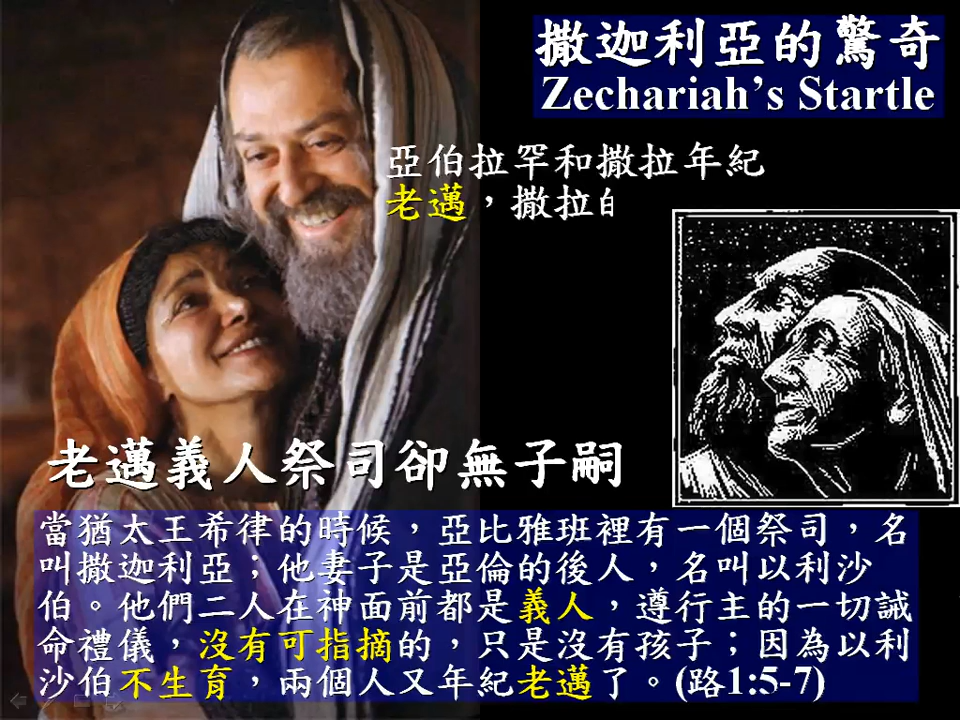 撒迦利亞的驚奇
Zechariah's Startle
亞伯拉罕和撒拉年紀
老邁，撒拉
老邁義人祭司卻無子嗣
當猶太王希律的時候，亞比雅班裡有一個祭司，名
叫撒迦利亞；他妻子是亞倫的後人，名叫以利沙
伯。他們二人在神面前都是義人，遵行主的一切誡
命禮儀，沒有可指摘的，只是沒有孩子；因為以利
沙伯不生育，兩個人又年紀老邁了。(路1:5-7)